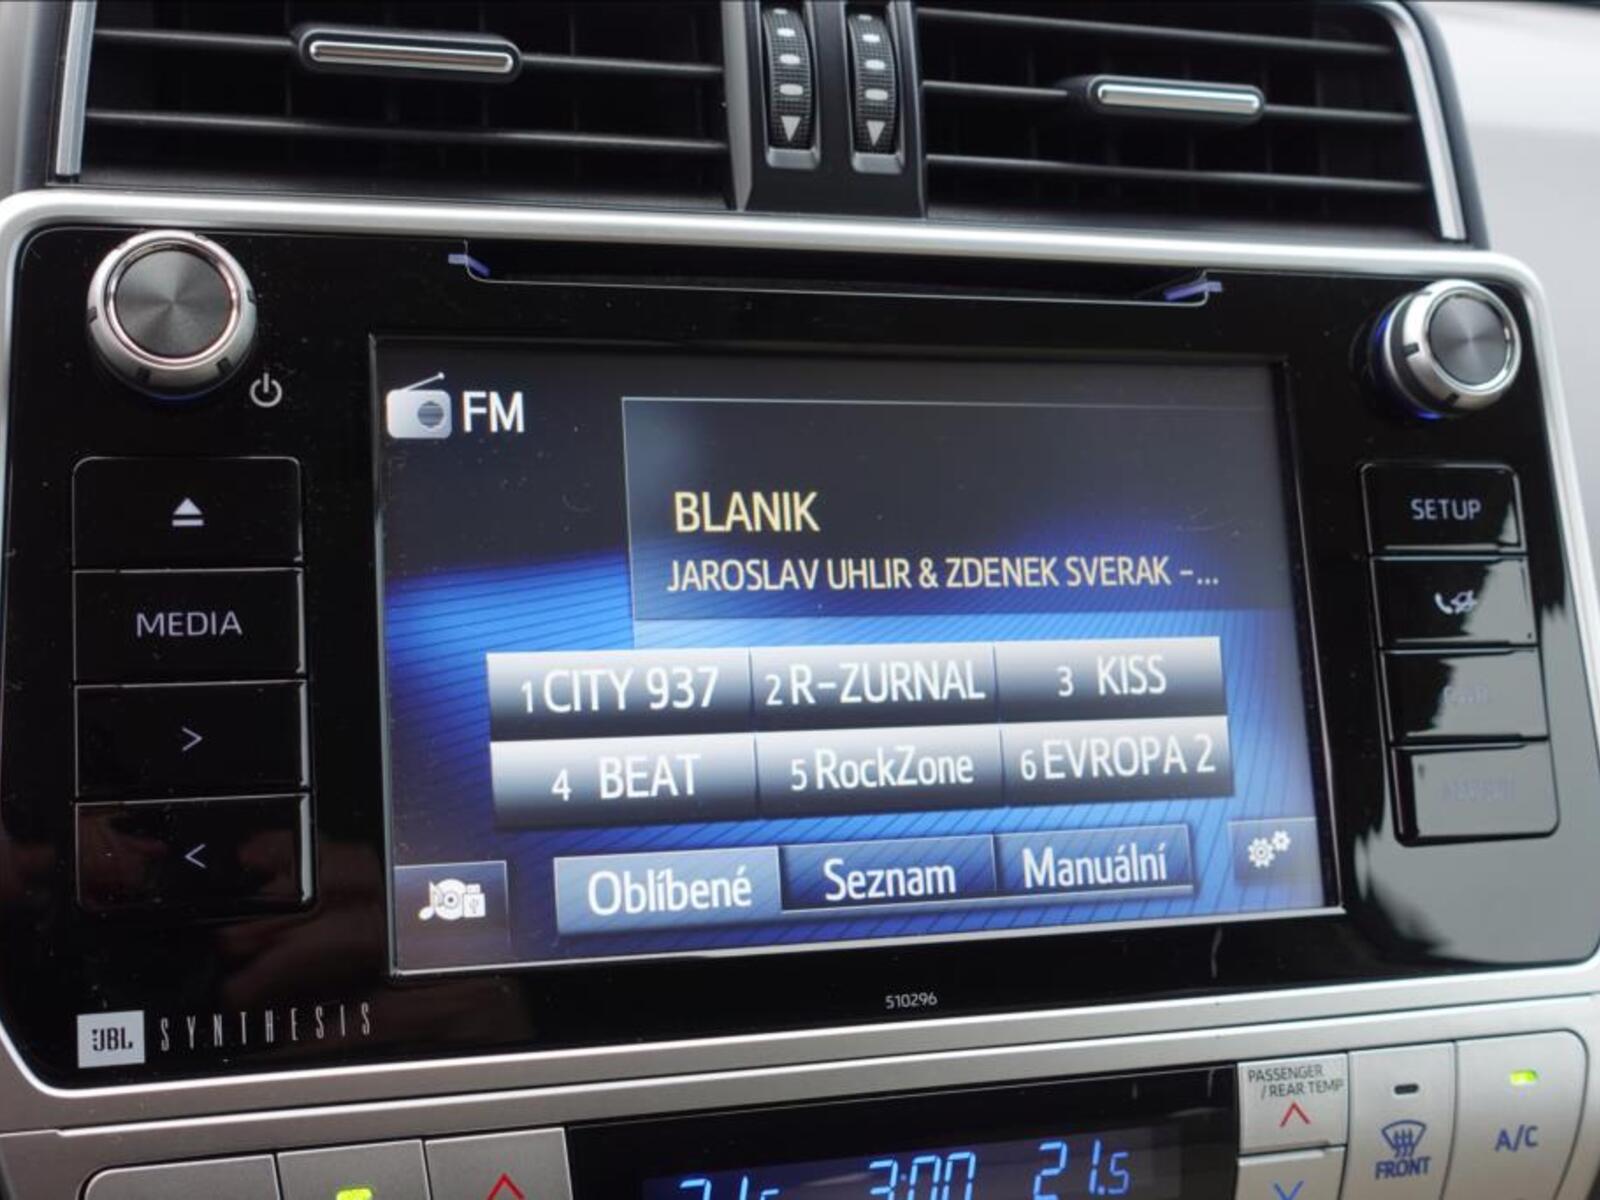 FM
BLANIK
JAROSLAV UHLIR & ZDENEK SVERAK -...
1 CITY 937 2 R-ZURNAL 3 KISS
4 BEAT 5 RockZone 6 EVROPA 2
Oblíbené Seznam Manuální
MEDIA
>
<
SETUP
JBL SYNTHESIS
510296
PASSENGER
/REAR TEMP
FRONT
A/C
3:00 21.5